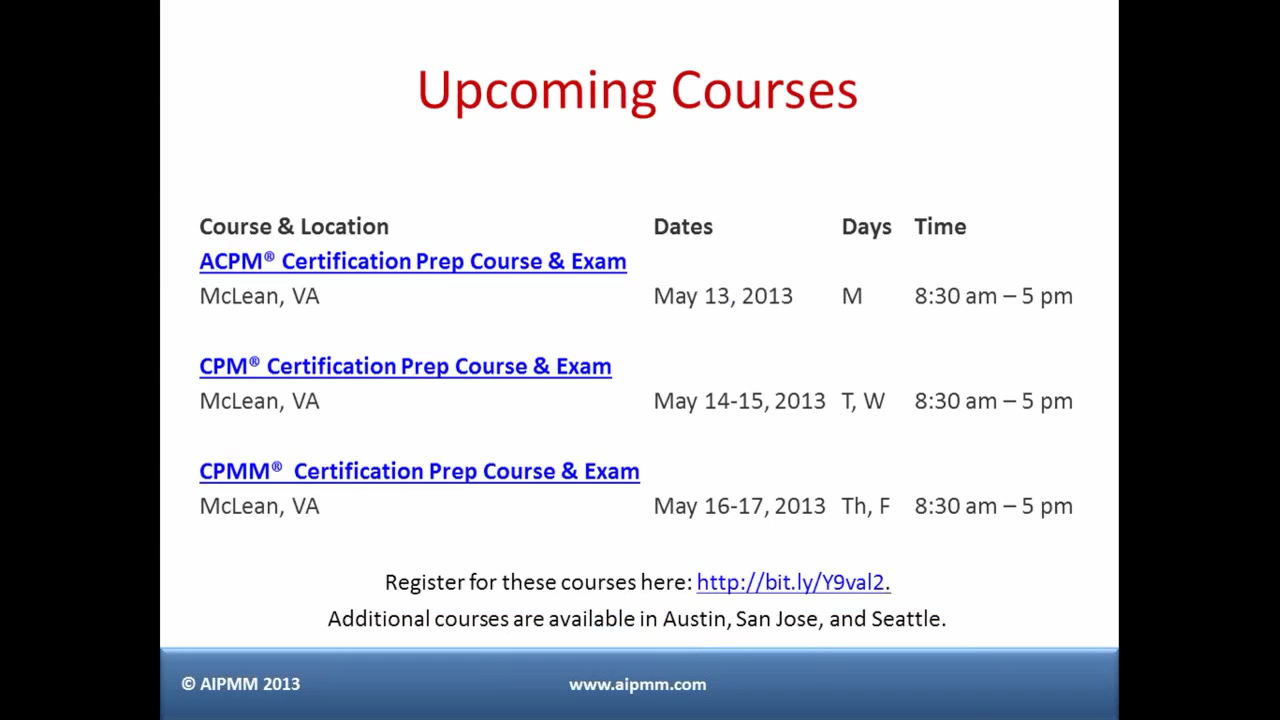 Upcoming Courses
Course & Location Dates Days Time
ACPM® Certification Prep Course & Exam
McLean, VA May 13, 2013 M 8:30 am – 5 pm
CPM® Certification Prep Course & Exam
McLean, VA May 14-15, 2013 T, W 8:30 am – 5 pm
CPMM® Certification Prep Course & Exam
McLean, VA May 16-17, 2013 Th, F 8:30 am – 5 pm
Register for these courses here: http://bit.ly/Y9val2.
Additional courses are available in Austin, San Jose, and Seattle.
© AIPMM 2013 www.aipmm.com